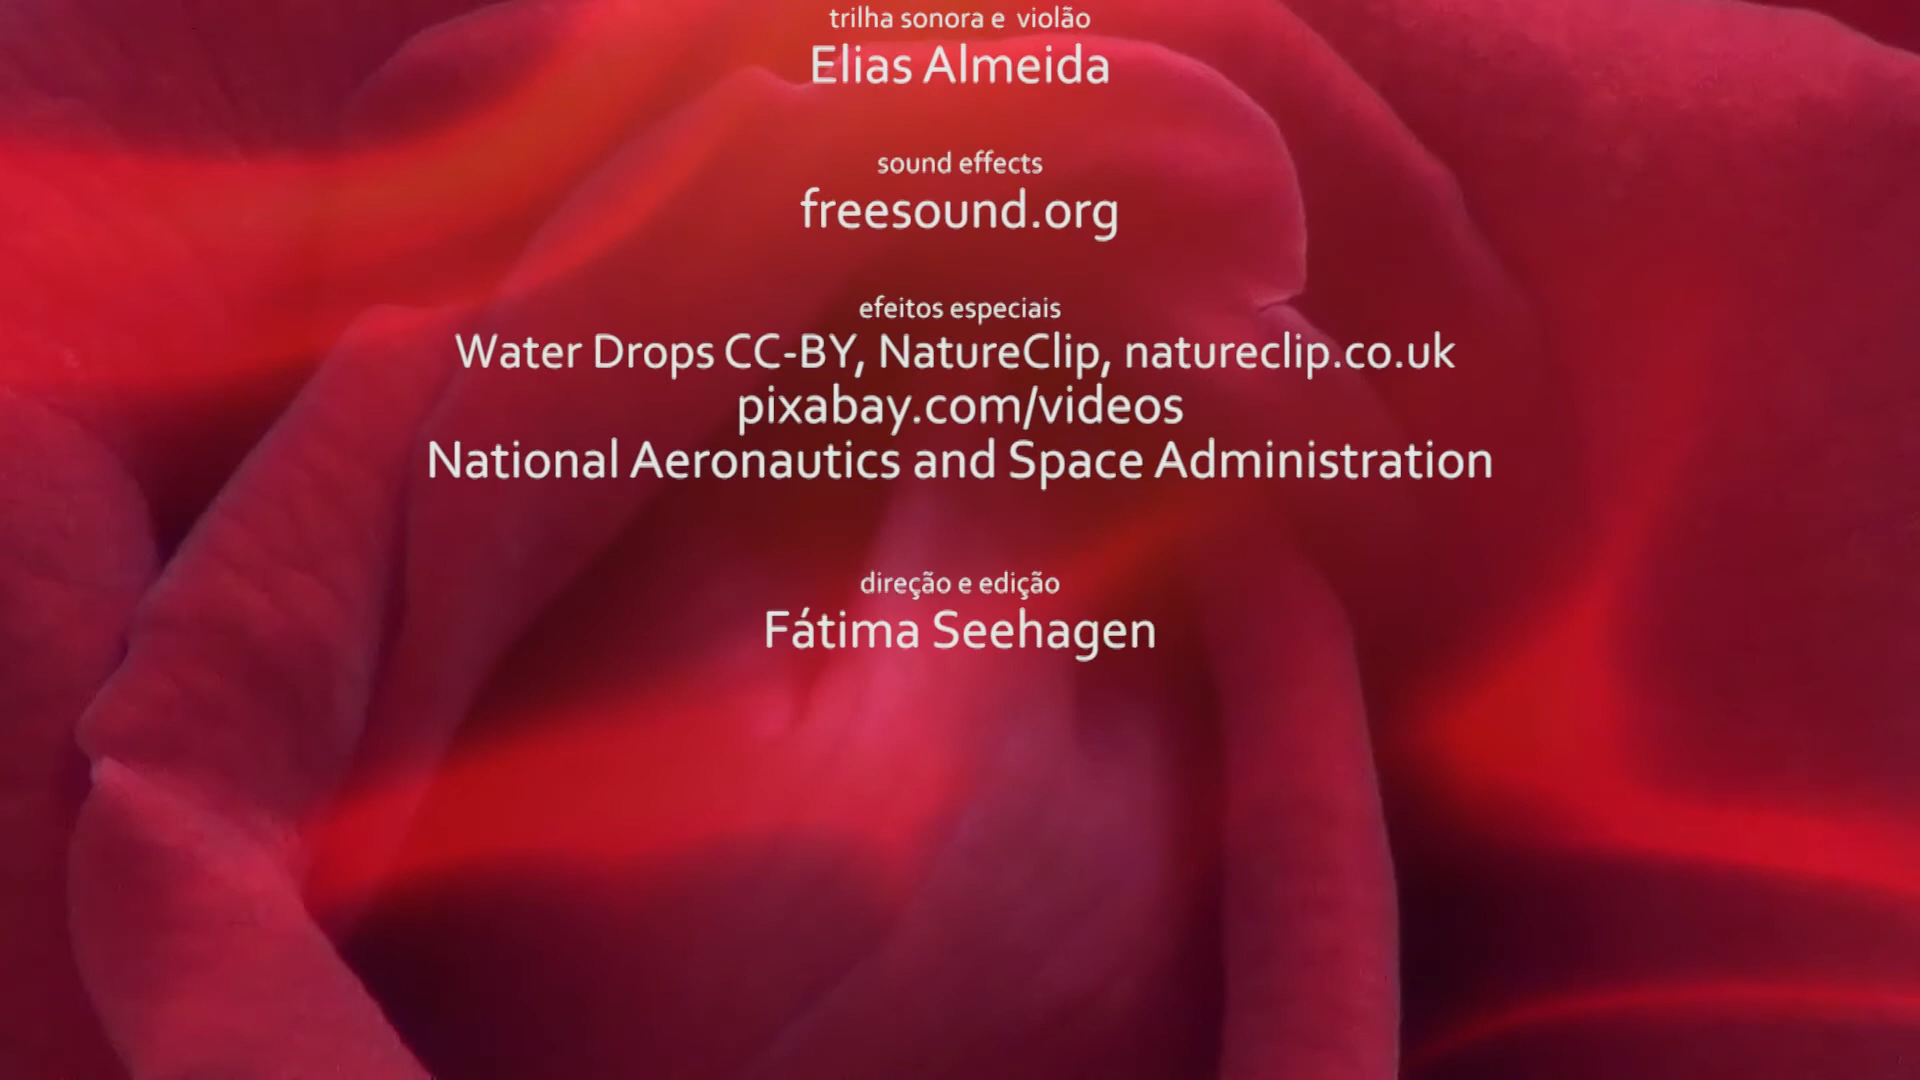 trilha sonora e violão
Elias Almeida
sound effects
freesound.org
efeitos especiais
Water Drops CC-BY, NatureClip, natureclip.co.uk
pixabay.com/videos
National Aeronautics and Space Administration
direção e edição
Fátima Seehagen